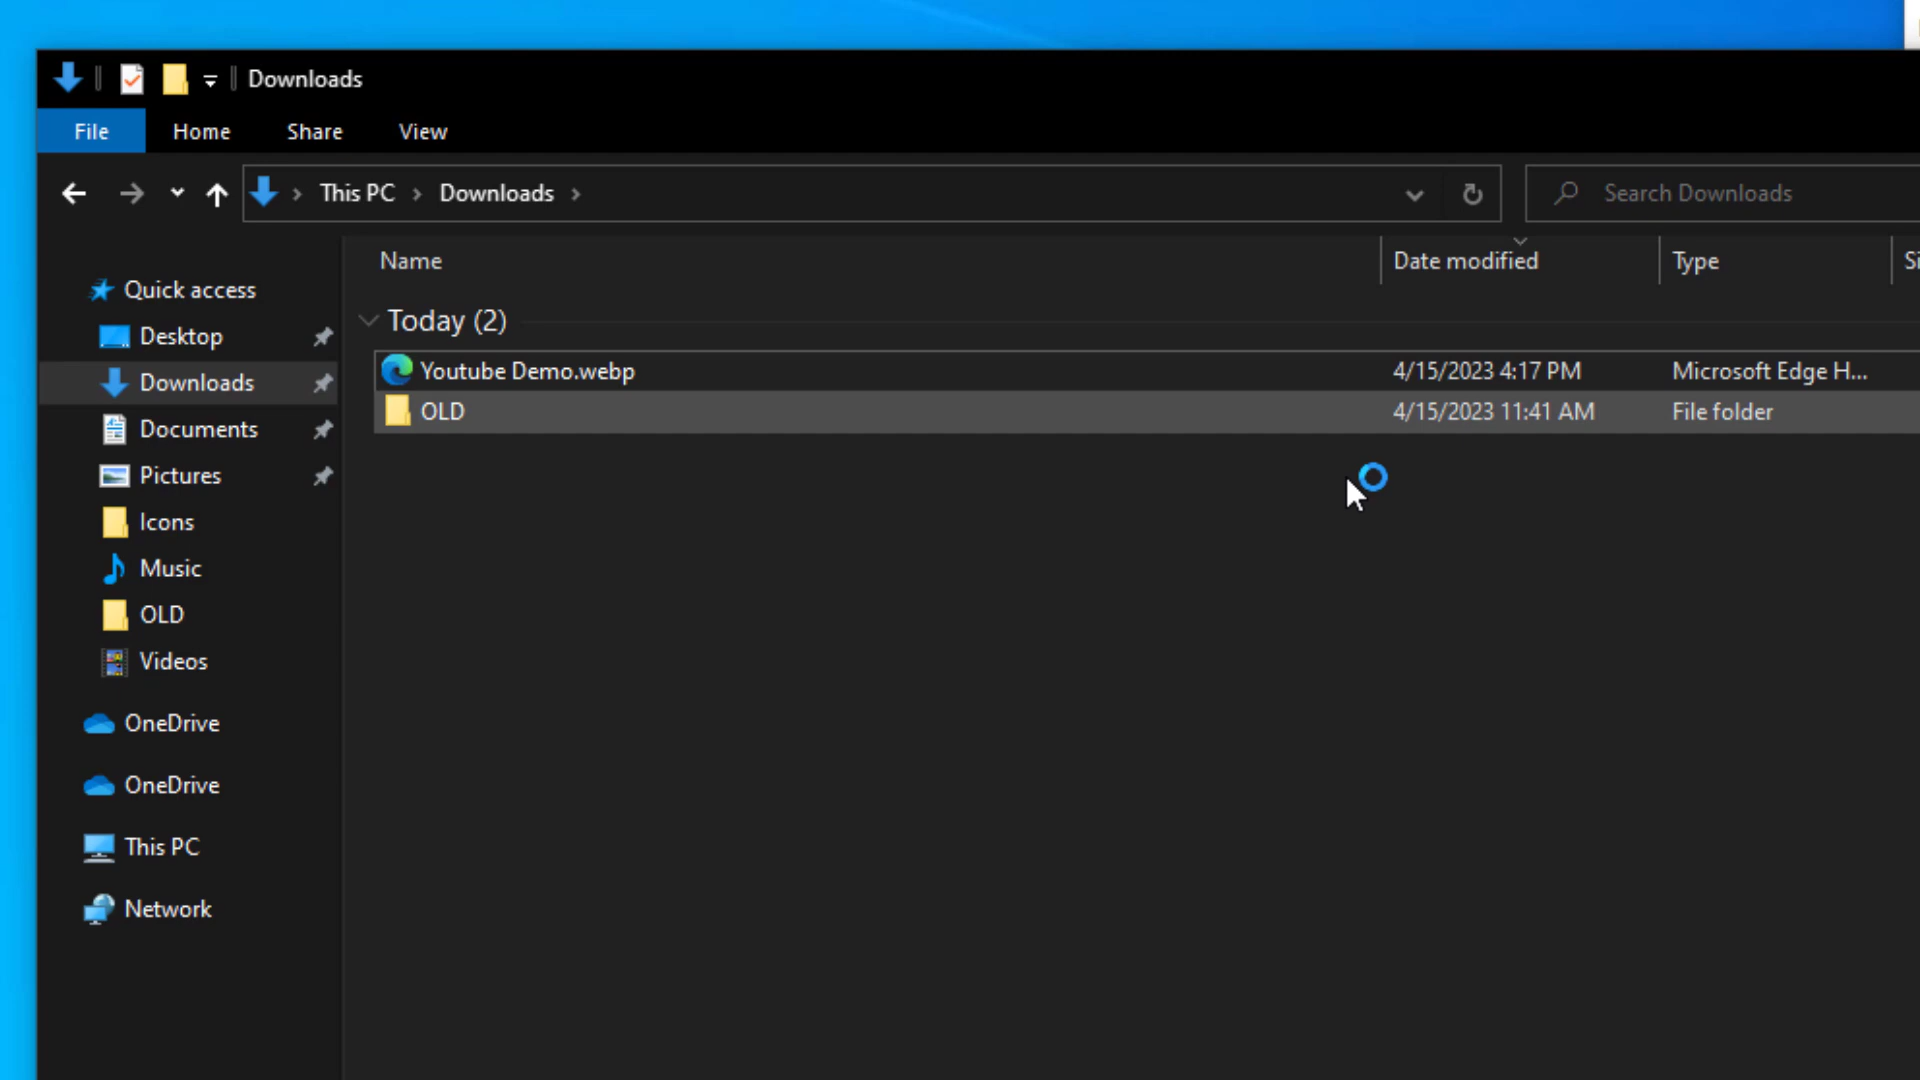 Downloads
File Home Share View
This PC Downloads Search Downloads
Name Date modified Type
Quick access
Today (2)
Desktop
Youtube Demo.webp 4/15/2023 4:17 PM Microsoft Edge H...
Downloads
OLD 4/15/2023 11:41 AM File folder
Documents
Pictures
Icons
Music
OLD
Videos
OneDrive
OneDrive
This PC
Network